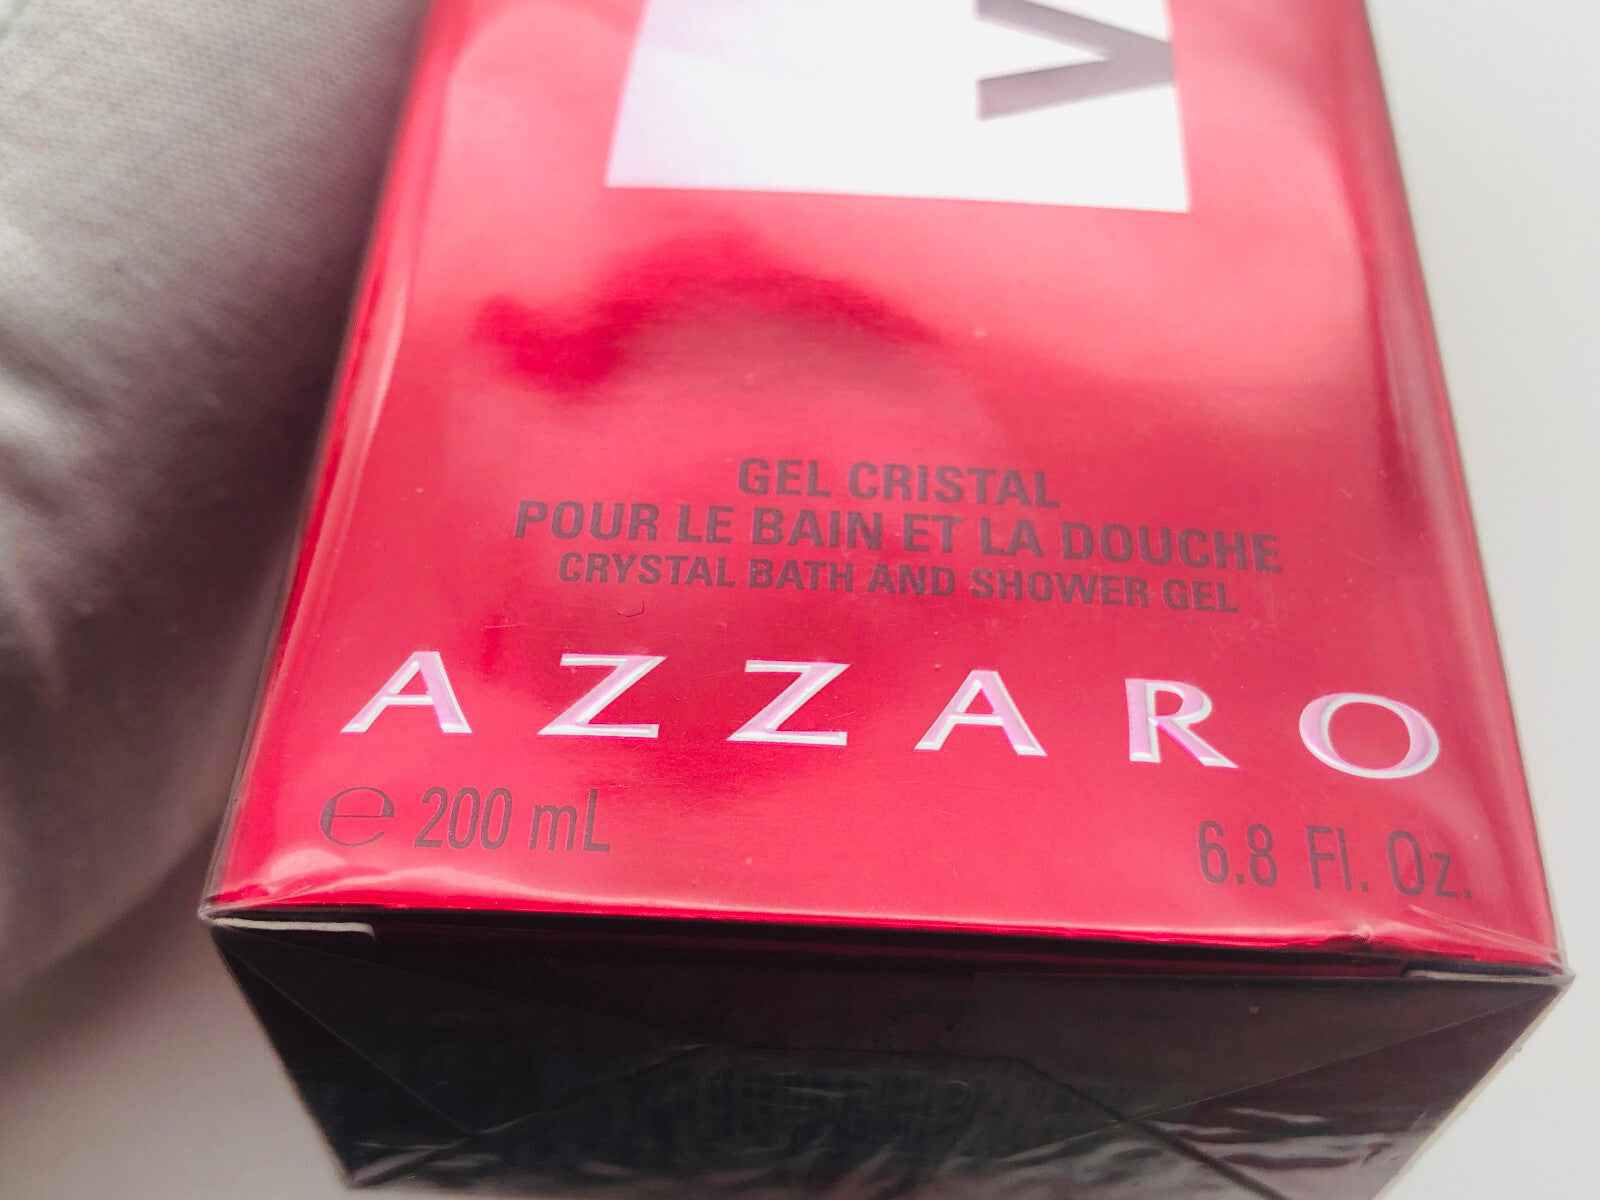 V
GEL CRISTAL
POUR LE BAIN ET LA DOUCHE
CRYSTAL BATH AND SHOWER GEL
AZZARO
℮ 200 mL
6.8 Fl. Oz.